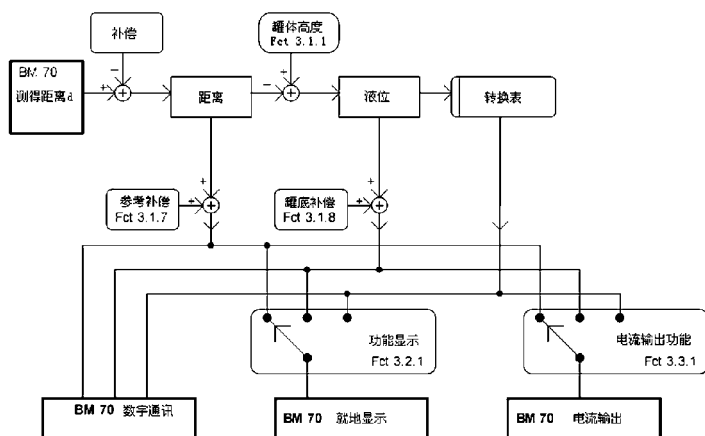 补偿
罐体高度
Fct 3.1.1
BM 70
测得距离d
距离
液位
转换表
参考补偿
Fct 3.1.7
罐底补偿
Fct 3.1.8
功能显示
Fct 3.2.1
电流输出功能
Fct 3.3.1
BM 70 数字通讯
BM 70 就地显示
BM 70 电流输出